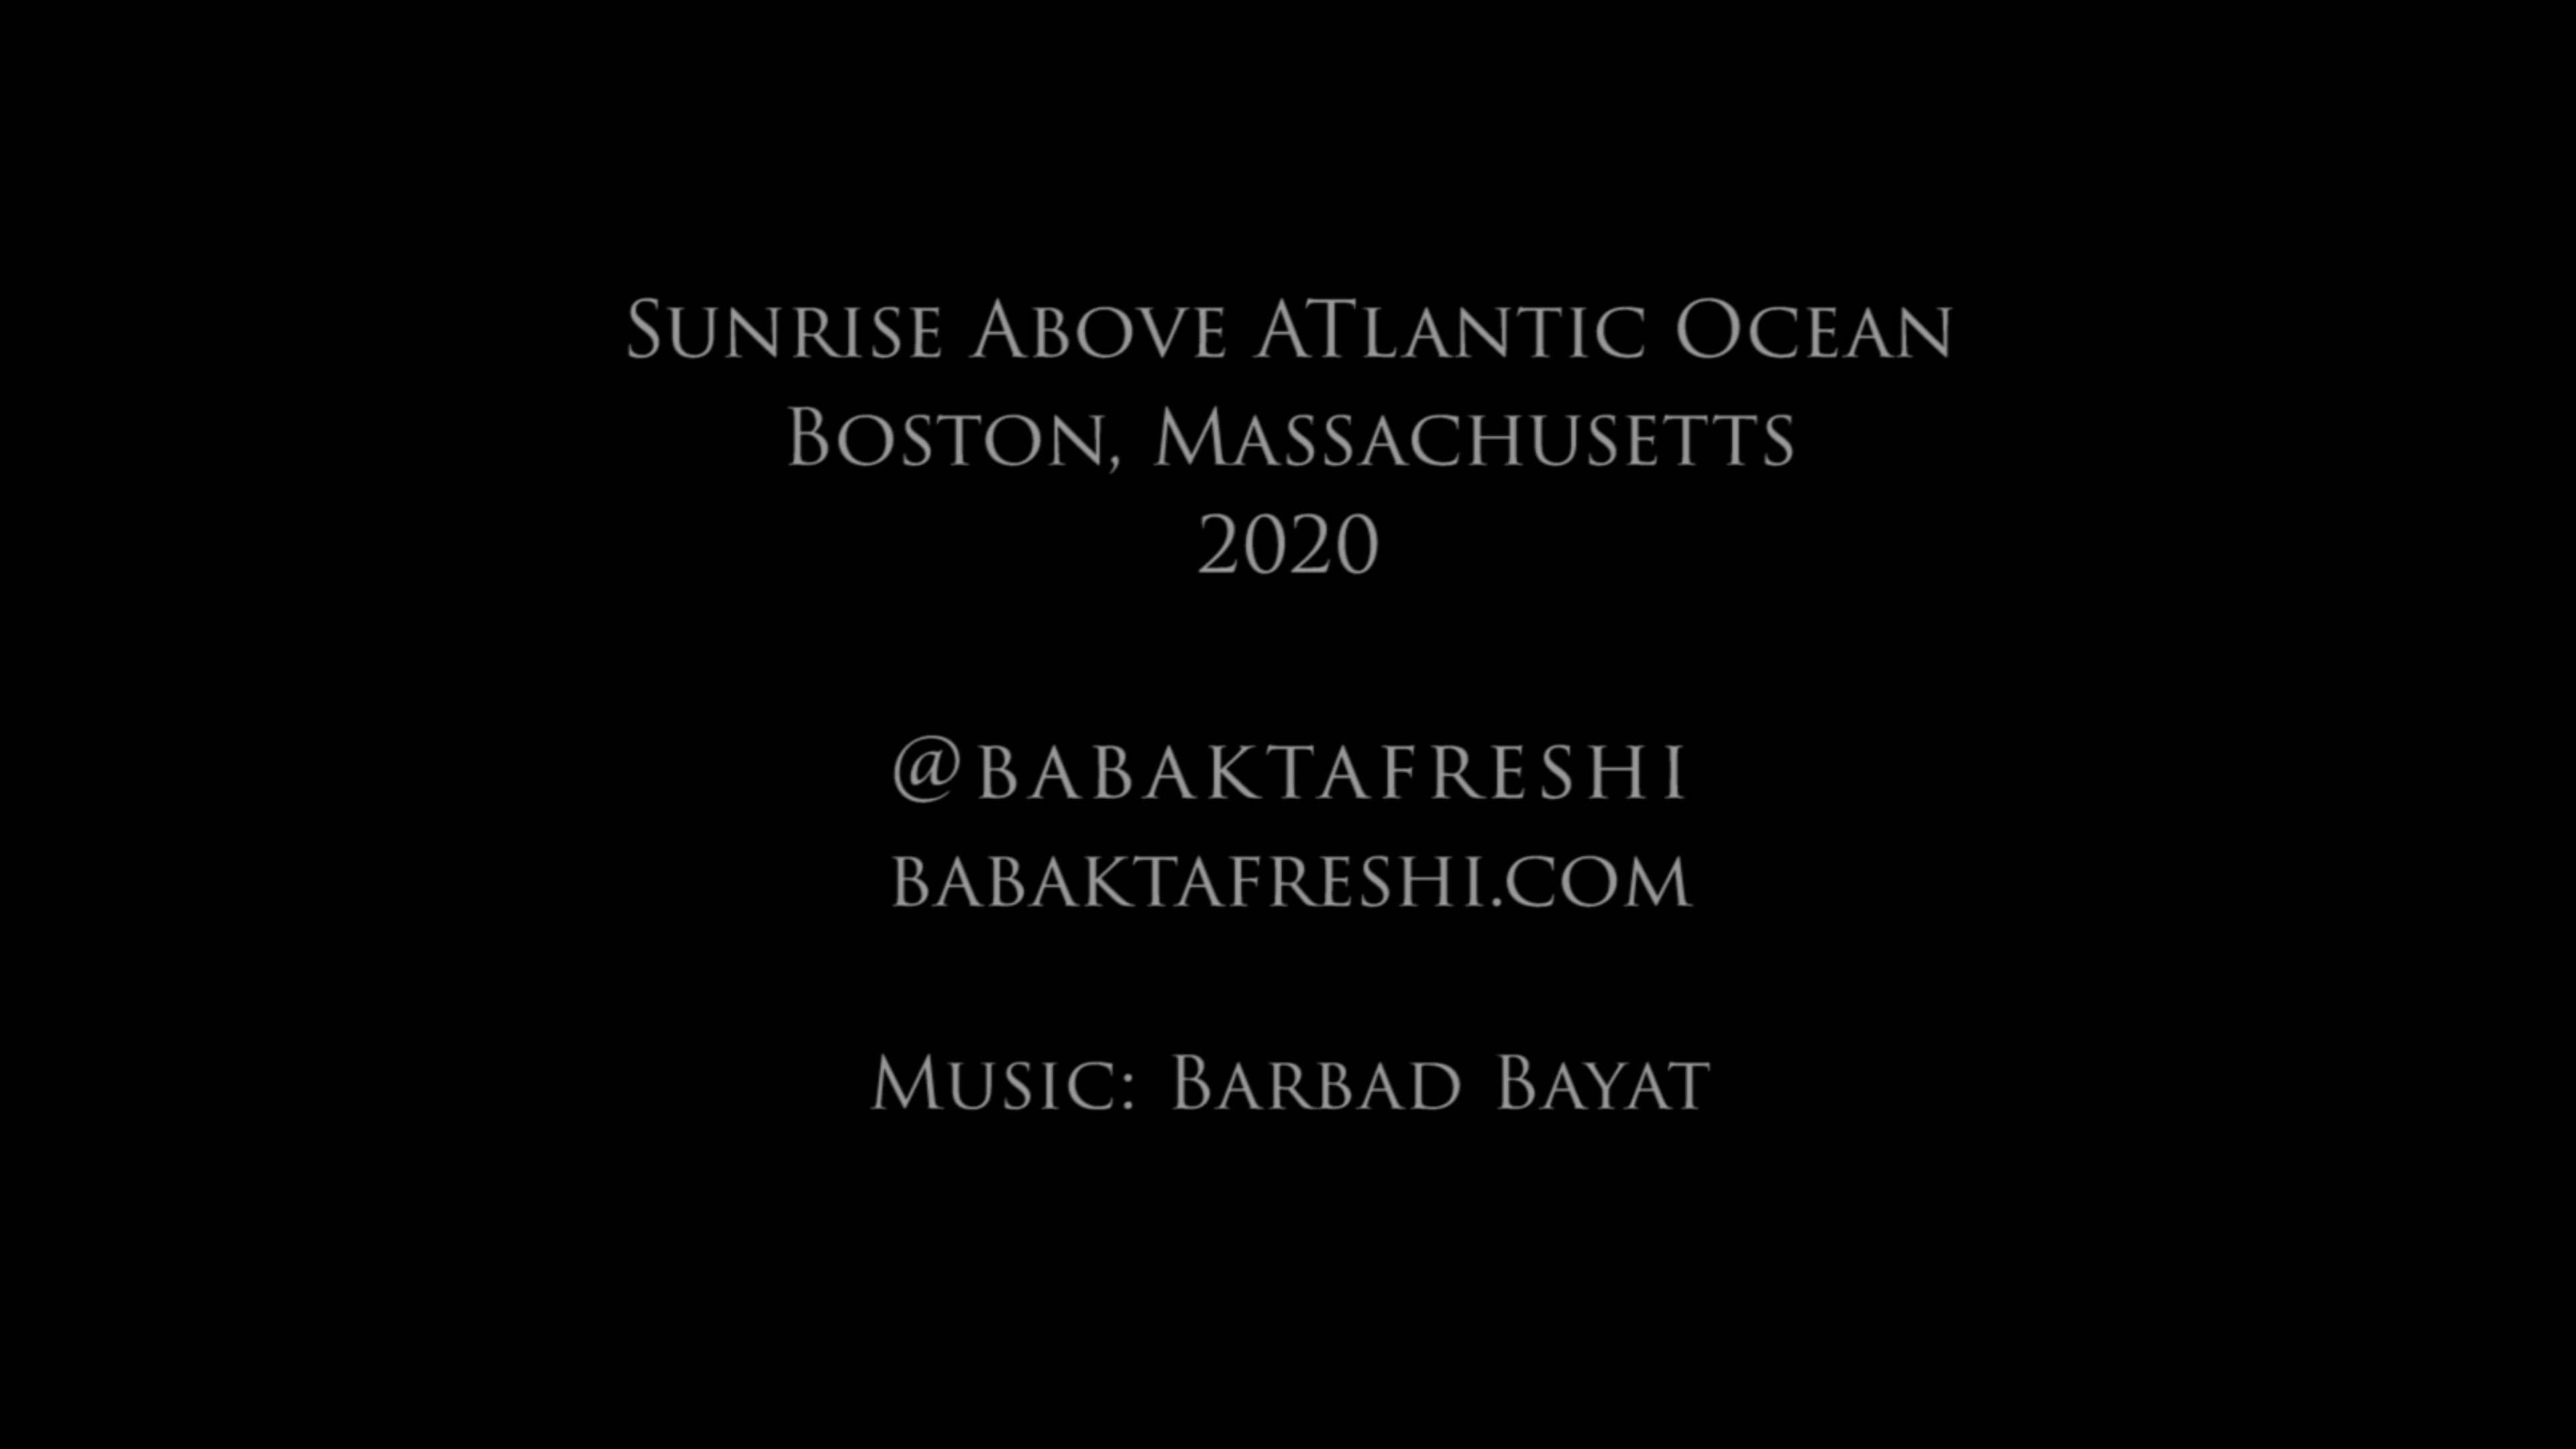 Sunrise Above ATlantic Ocean
Boston, Massachusetts
2020
@babaktafreshi
babaktafreshi.com
Music: Barbad Bayat